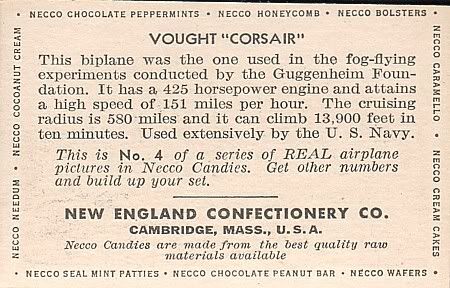 • NECCO CHOCOLATE PEPPERMINTS • NECCO HONEYCOMB • NECCO BOLSTERS •
VOUGHT "CORSAIR"
This biplane was the one used in the fog-flying
experiments conducted by the Guggenheim Foun-
dation. It has a 425 horsepower engine and attains
a high speed of 151 miles per hour. The cruising
radius is 580 miles and it can climb 13,900 feet in
ten minutes. Used extensively by the U. S. Navy.
This is No. 4 of a series of REAL airplane
pictures in Necco Candies. Get other numbers
and build up your set.
NEW ENGLAND CONFECTIONERY CO.
CAMBRIDGE, MASS., U. S. A.
Necco Candies are made from the best quality raw
materials available
• NECCO SEAL MINT PATTIES • NECCO CHOCOLATE PEANUT BAR • NECCO WAFERS •
NECCO NEEDUM • NECCO COCOANUT CREAM
NECCO CARAMELLO • NECCO CREAM CAKES